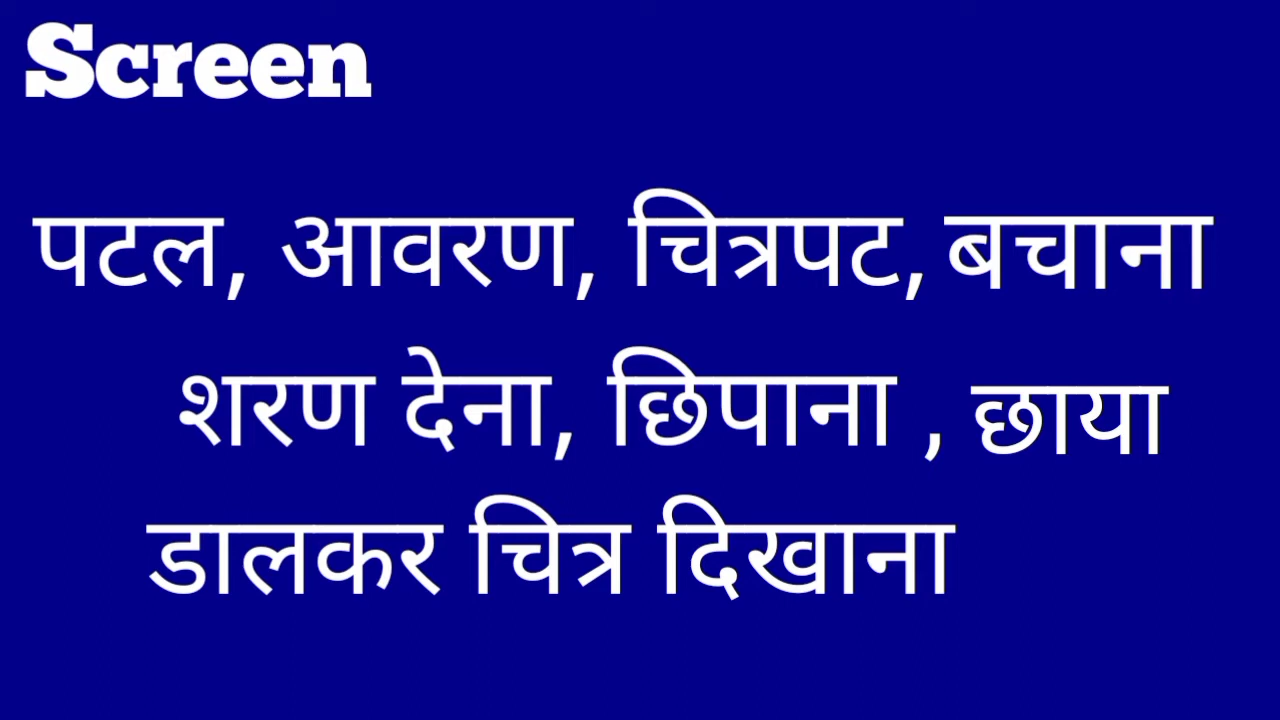 Screen
पटल, आवरण, चित्रपट, बचाना
शरण देना, छिपाना , छाया
डालकर चित्र दिखाना